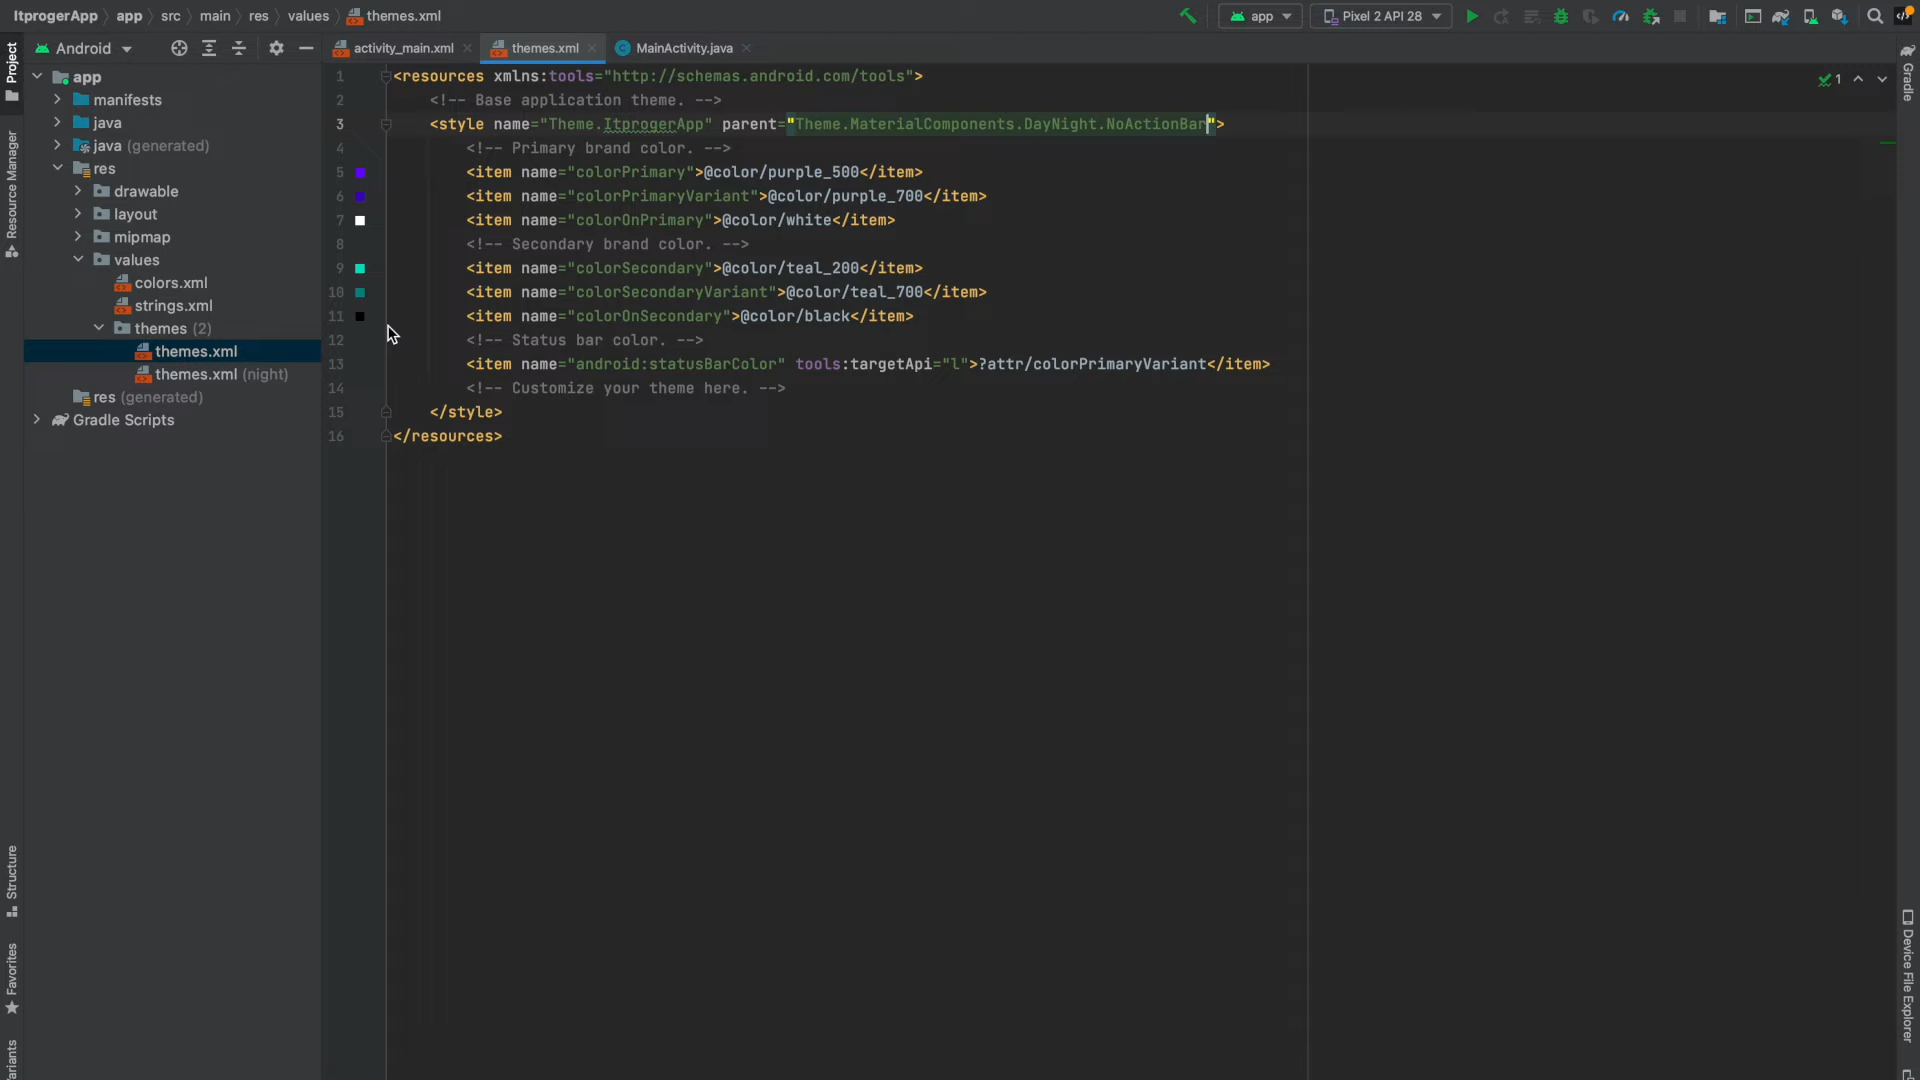 ItprogerApp app src main res values themes.xml app Pixel 2 API 28
Project
Android
activity_main.xml themes.xml MainActivity.java
Gradle
app
manifests
java
java (generated)
res
drawable
layout
mipmap
values
colors.xml
strings.xml
themes (2)
themes.xml
themes.xml (night)
res (generated)
Gradle Scripts
Resource Manager
Structure
Favorites
1 <resources xmlns:tools="http://schemas.android.com/tools">
2 <!-- Base application theme. -->
3 <style name="Theme.ItprogerApp" parent="Theme.MaterialComponents.DayNight.NoActionBar">
4 <!-- Primary brand color. -->
5 <item name="colorPrimary">@color/purple_500</item>
6 <item name="colorPrimaryVariant">@color/purple_700</item>
7 <item name="colorOnPrimary">@color/white</item>
8 <!-- Secondary brand color. -->
9 <item name="colorSecondary">@color/teal_200</item>
10 <item name="colorSecondaryVariant">@color/teal_700</item>
11 <item name="colorOnSecondary">@color/black</item>
12 <!-- Status bar color. -->
13 <item name="android:statusBarColor" tools:targetApi="l">?attr/colorPrimaryVariant</item>
14 <!-- Customize your theme here. -->
15 </style>
16 </resources>
1
Device File Explorer